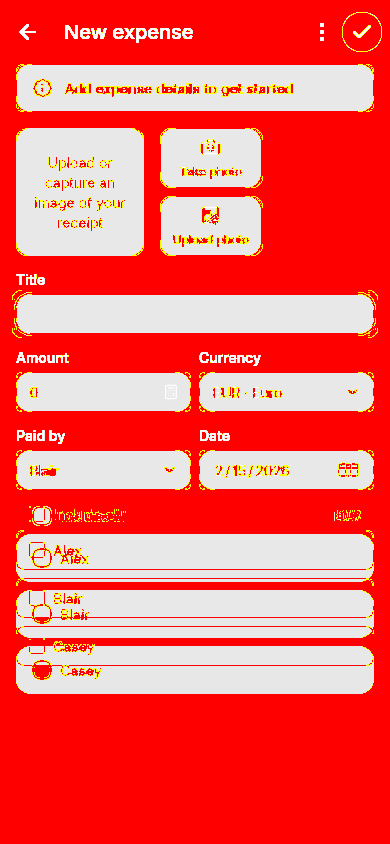 New expense
Add expense details to get started
Upload or
capture an
image of your
receipt
Take photo
Upload photo
Title
Amount
Currency
0
EUR - Euro
Paid by
Date
Blair
2/15/2026
Alex
Alex
Blair
Blair
Casey
Casey